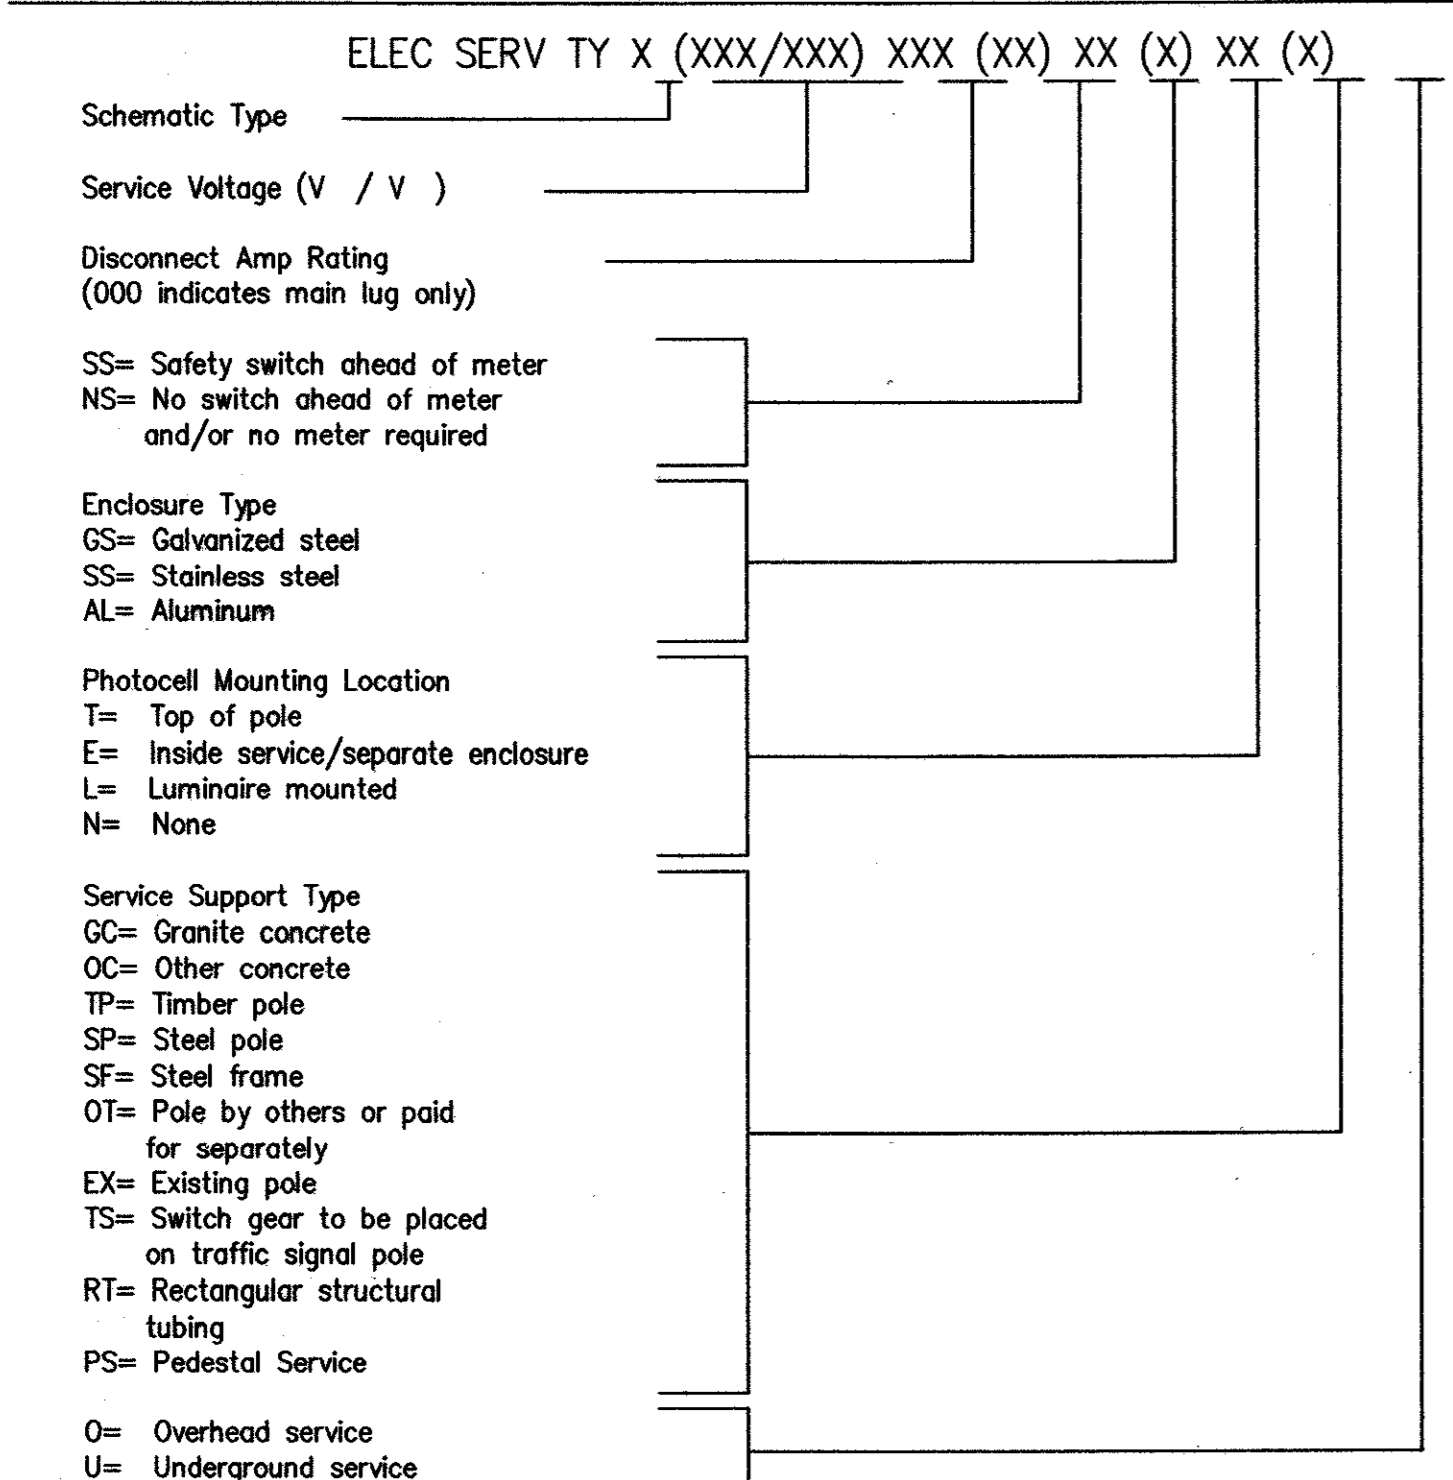 ELEC SERV TY X (XXX/XXX) XXX (XX) XX (X) XX (X)
Schematic Type
Service Voltage (V / V )
Disconnect Amp Rating
(000 indicates main lug only)
SS= Safety switch ahead of meter
NS= No switch ahead of meter
and/or no meter required
Enclosure Type
GS= Galvanized steel
SS= Stainless steel
AL= Aluminum
Photocell Mounting Location
T= Top of pole
E= Inside service/separate enclosure
L= Luminaire mounted
N= None
Service Support Type
GC= Granite concrete
OC= Other concrete
TP= Timber pole
SP= Steel pole
SF= Steel frame
OT= Pole by others or paid
for separately
EX= Existing pole
TS= Switch gear to be placed
on traffic signal pole
RT= Rectangular structural
tubing
PS= Pedestal Service
O= Overhead service
U= Underground service